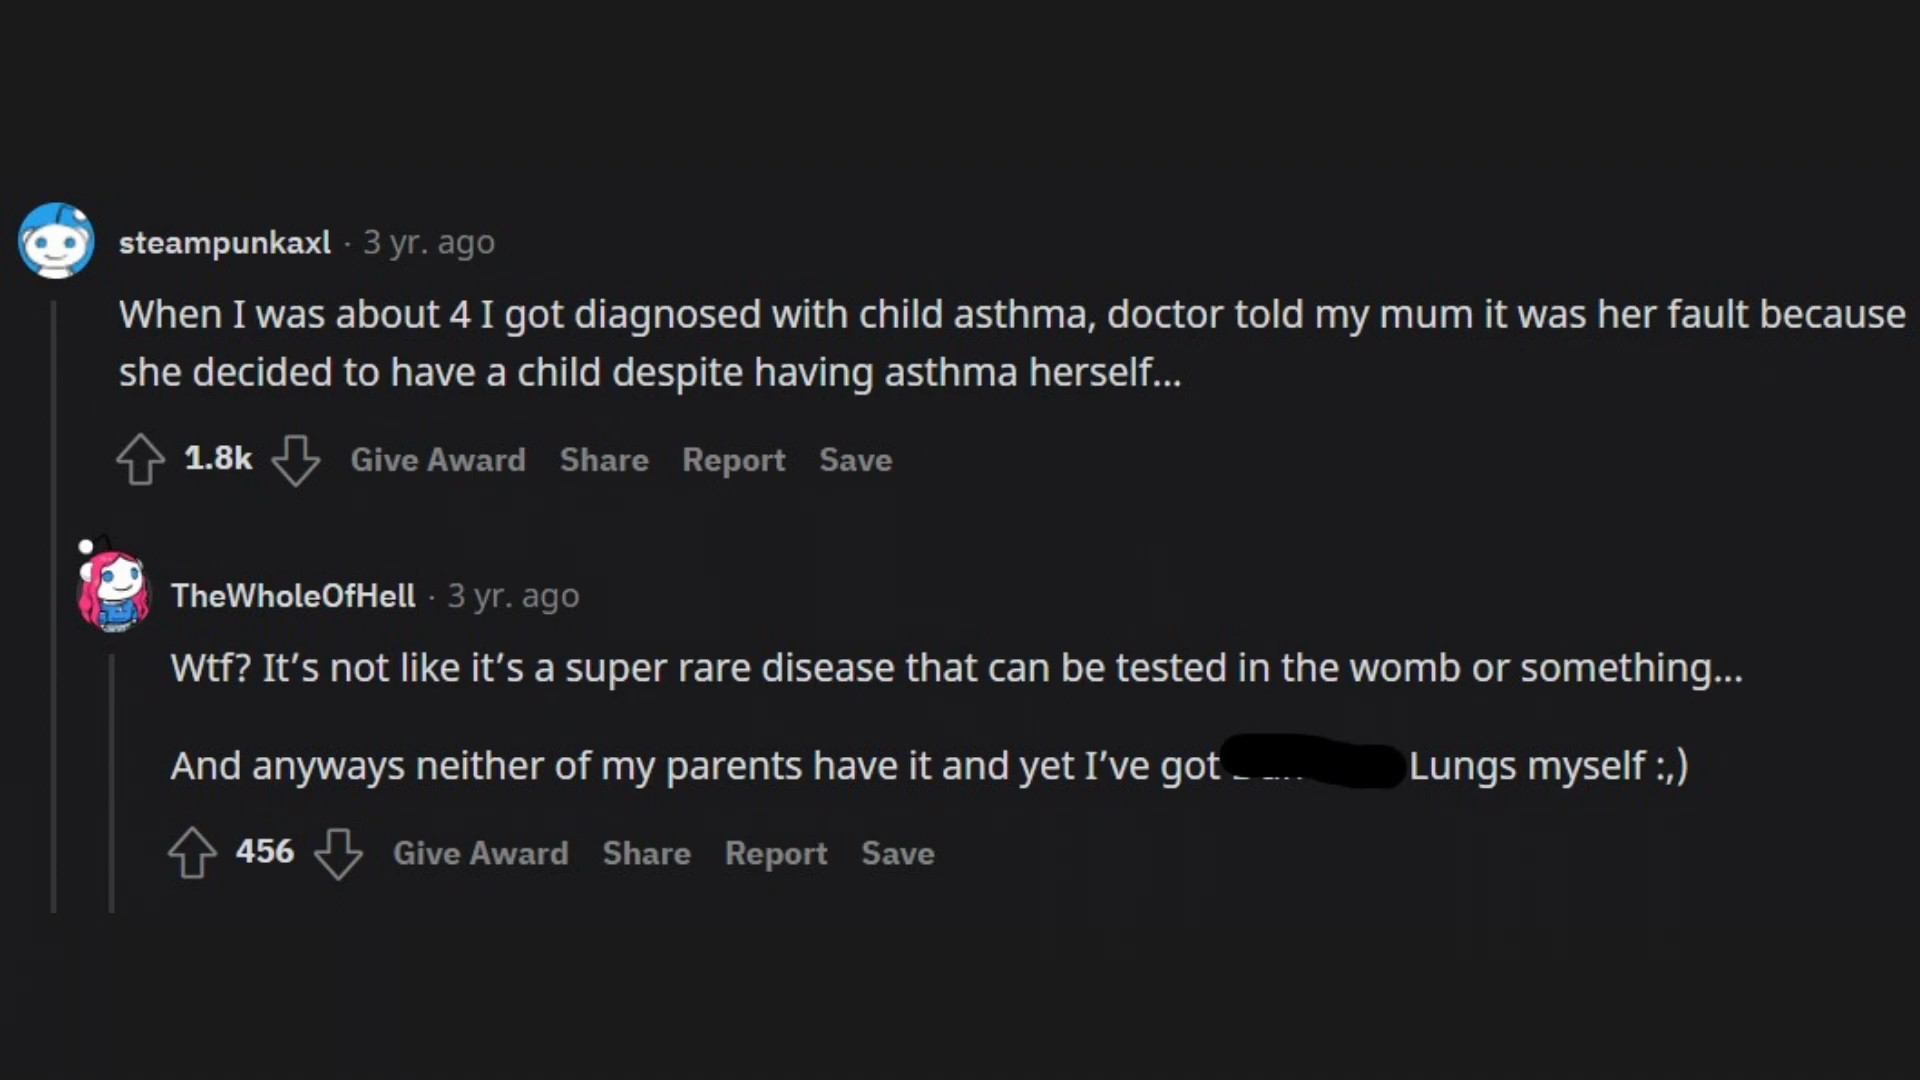 steampunkaxl · 3 yr. ago
When I was about 4 I got diagnosed with child asthma, doctor told my mum it was her fault because
she decided to have a child despite having asthma herself...
1.8k Give Award Share Report Save
TheWholeOfHell · 3 yr. ago
Wtf? It’s not like it’s a super rare disease that can be tested in the womb or something...
And anyways neither of my parents have it and yet I’ve got Lungs myself :,)
456 Give Award Share Report Save